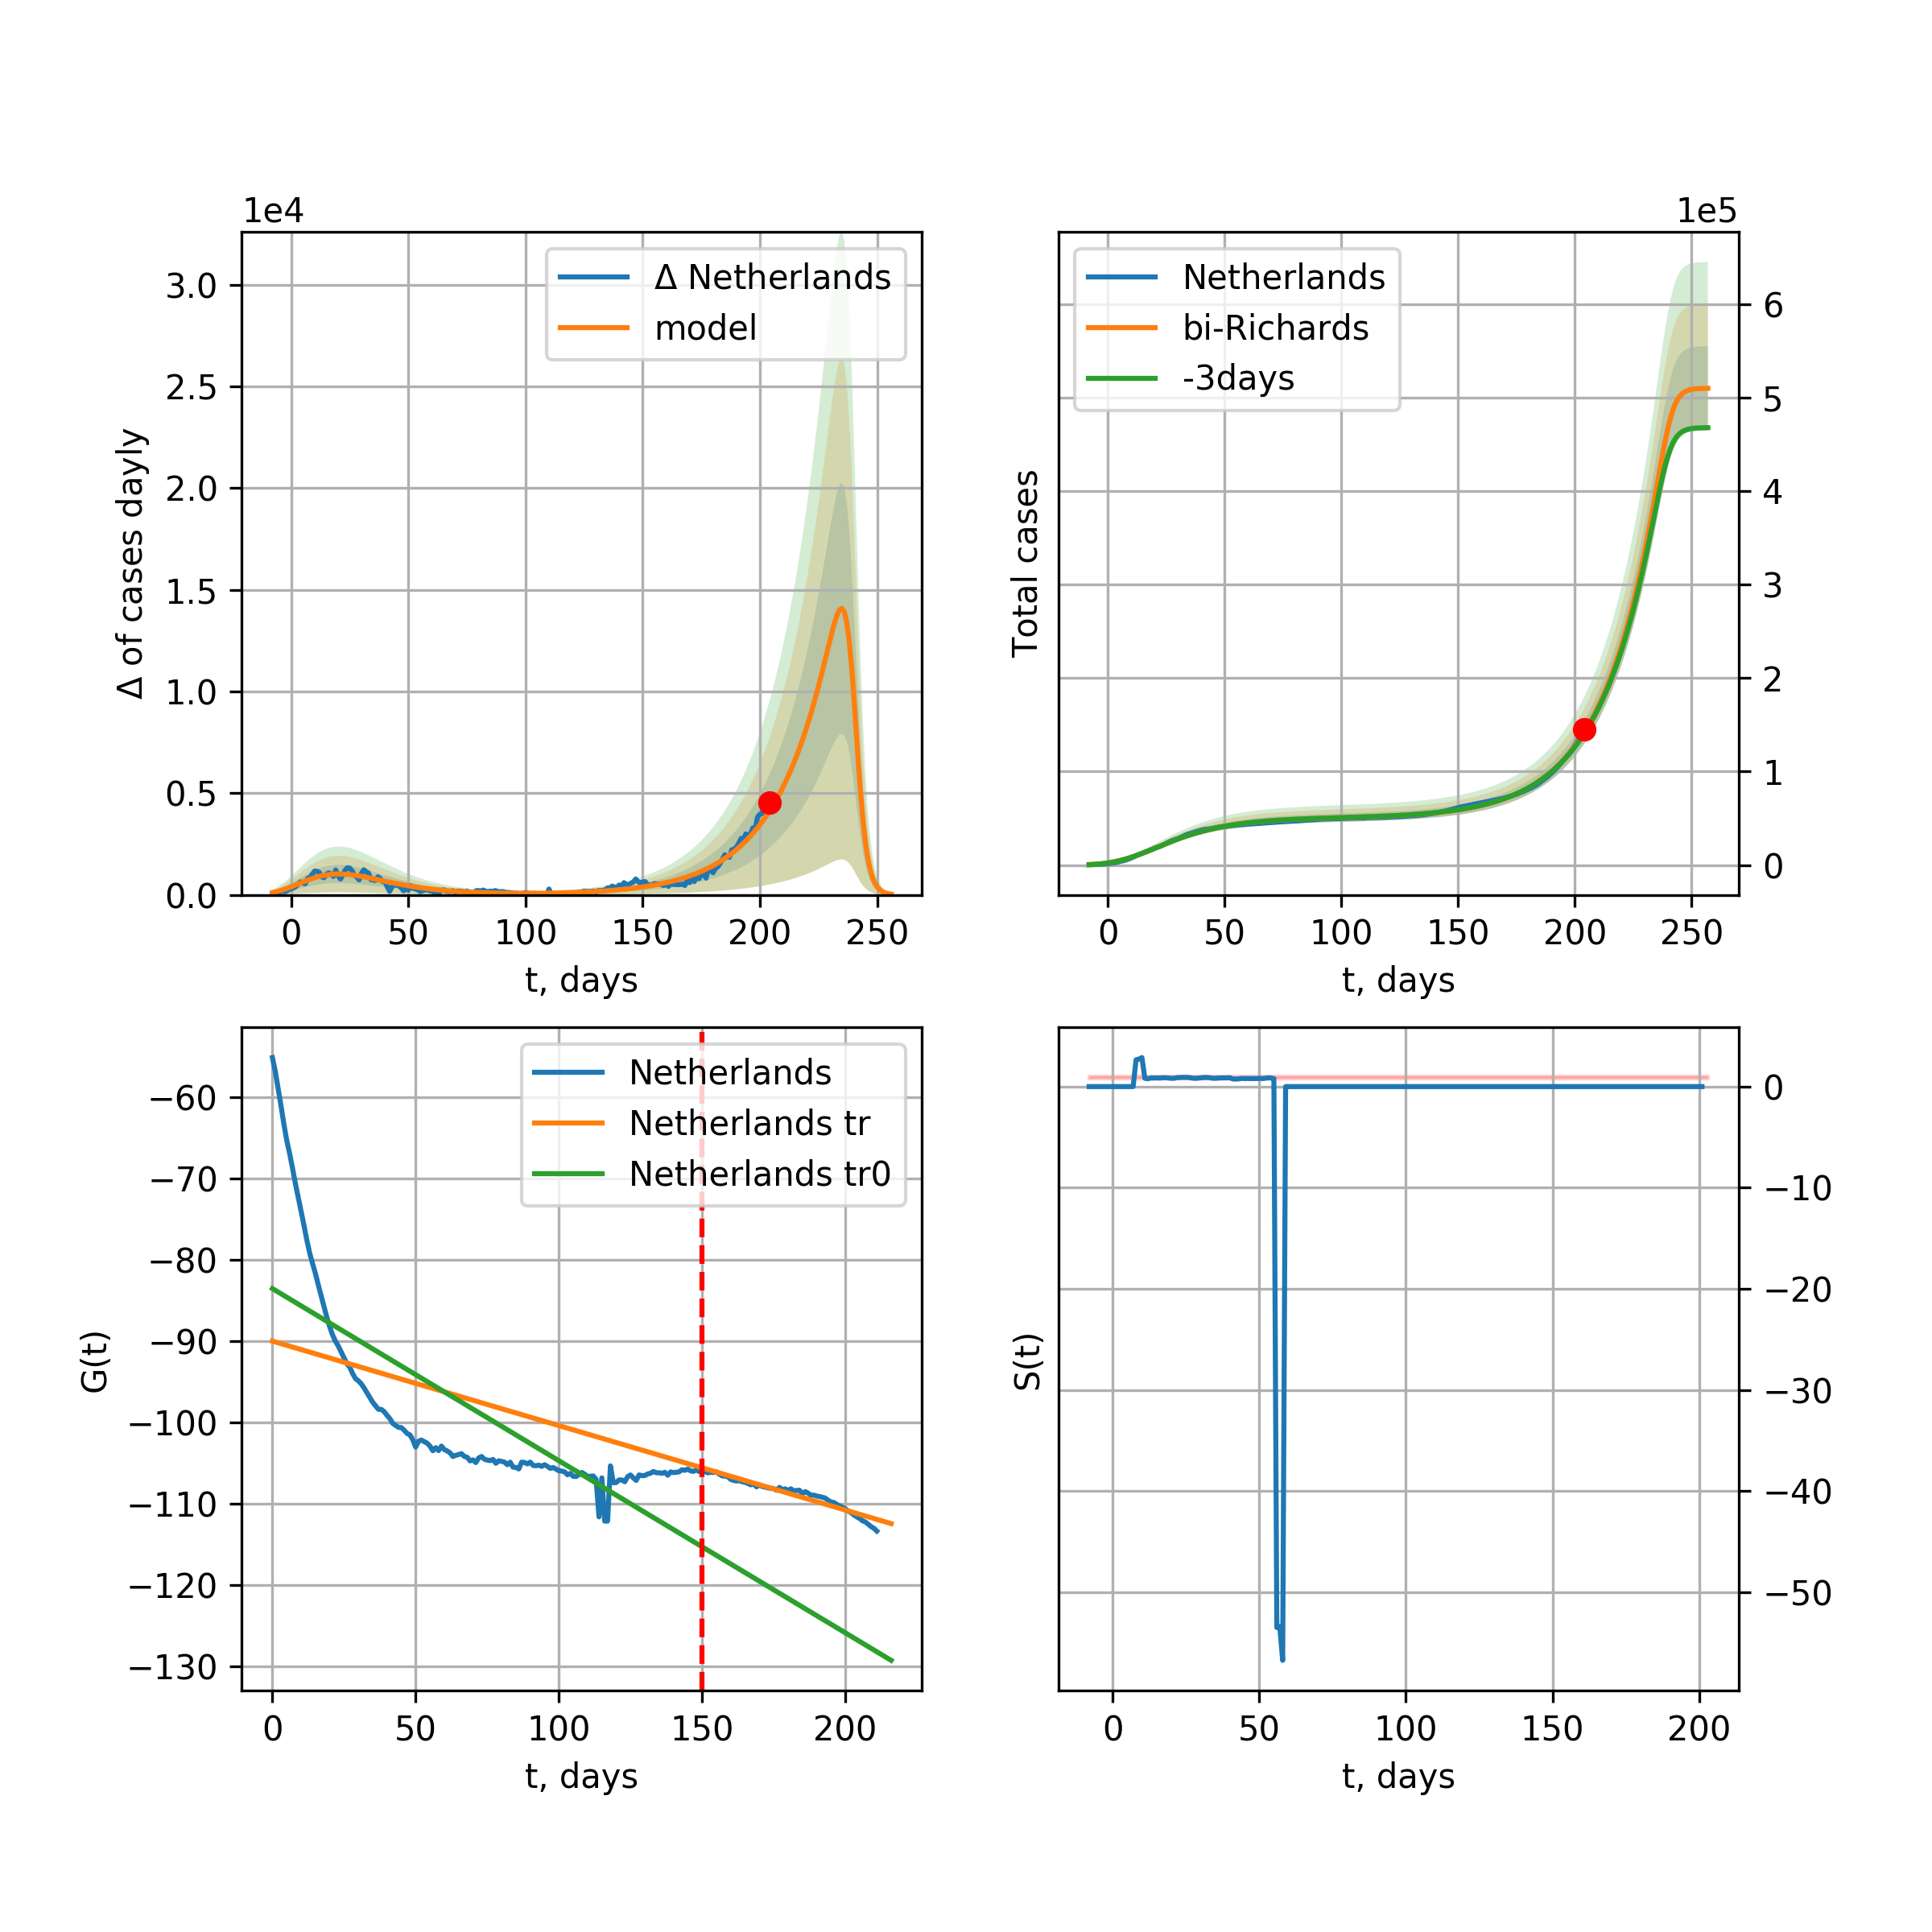 1e4
Δ of cases dayly
3.0
2.5
2.0
1.5
1.0
0.5
0.0
Δ Netherlands
model
0 50 100 150 200 250
t, days
1e5
Total cases
Netherlands
bi-Richards
-3days
6
5
4
3
2
1
0
0 50 100 150 200 250
t, days
G(t)
−60
−70
−80
−90
−100
−110
−120
−130
Netherlands
Netherlands tr
Netherlands tr0
0 50 100 150 200
t, days
S(t)
0
−10
−20
−30
−40
−50
0 50 100 150 200
t, days